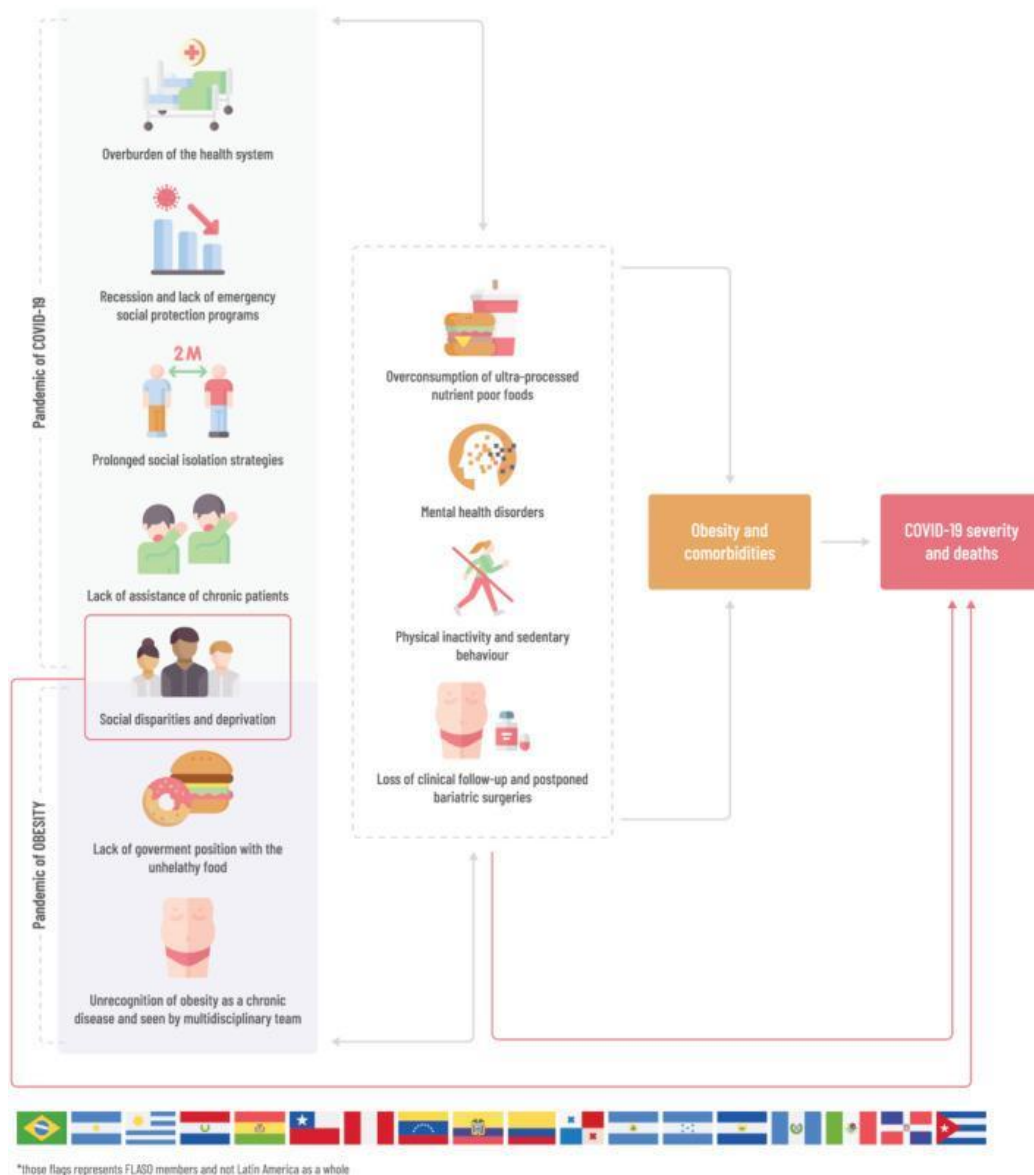 Pandemic of COVID-19
Overburden of the health system
Recession and lack of emergency
social protection programs
2M
Prolonged social isolation strategies
Lack of assistance of chronic patients
Social disparities and deprivation
Pandemic of OBESITY
Lack of goverment position with the
unhelathy food
Unrecognition of obesity as a chronic
disease and seen by multidisciplinary team
Overconsumption of ultra-processed
nutrient poor foods
Mental health disorders
Physical inactivity and sedentary
behaviour
Loss of clinical follow-up and postponed
bariatric surgeries
Obesity and
comorbidities
COVID-19 severity
and deaths
*those flags represents FLASO members and not Latin America as a whole